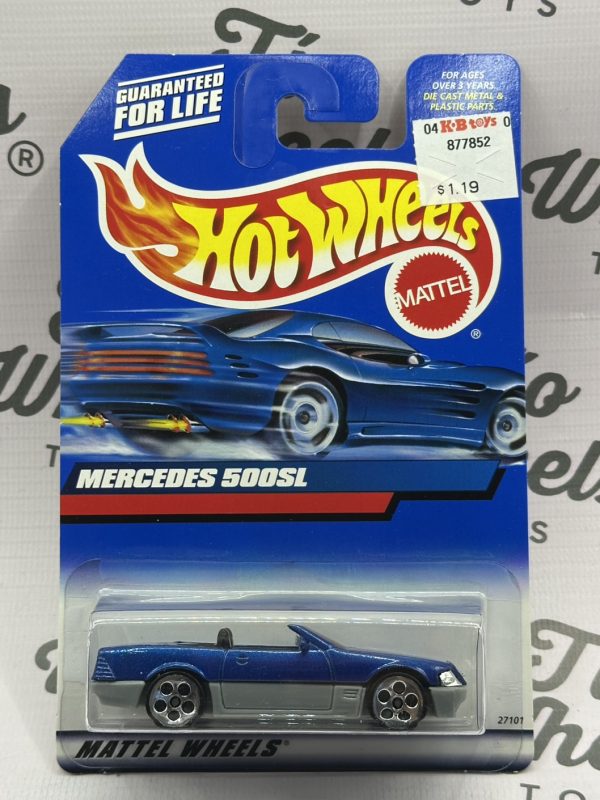 GUARANTEED
FOR LIFE
FOR AGES
OVER 3 YEARS
DIE CAST METAL &
PLASTIC PARTS.
04 K·B toys 0
877852
$1.19
HOT WHEELS
MATTEL
®
MERCEDES 500SL
27101
MATTEL WHEELS®
Wheels
®